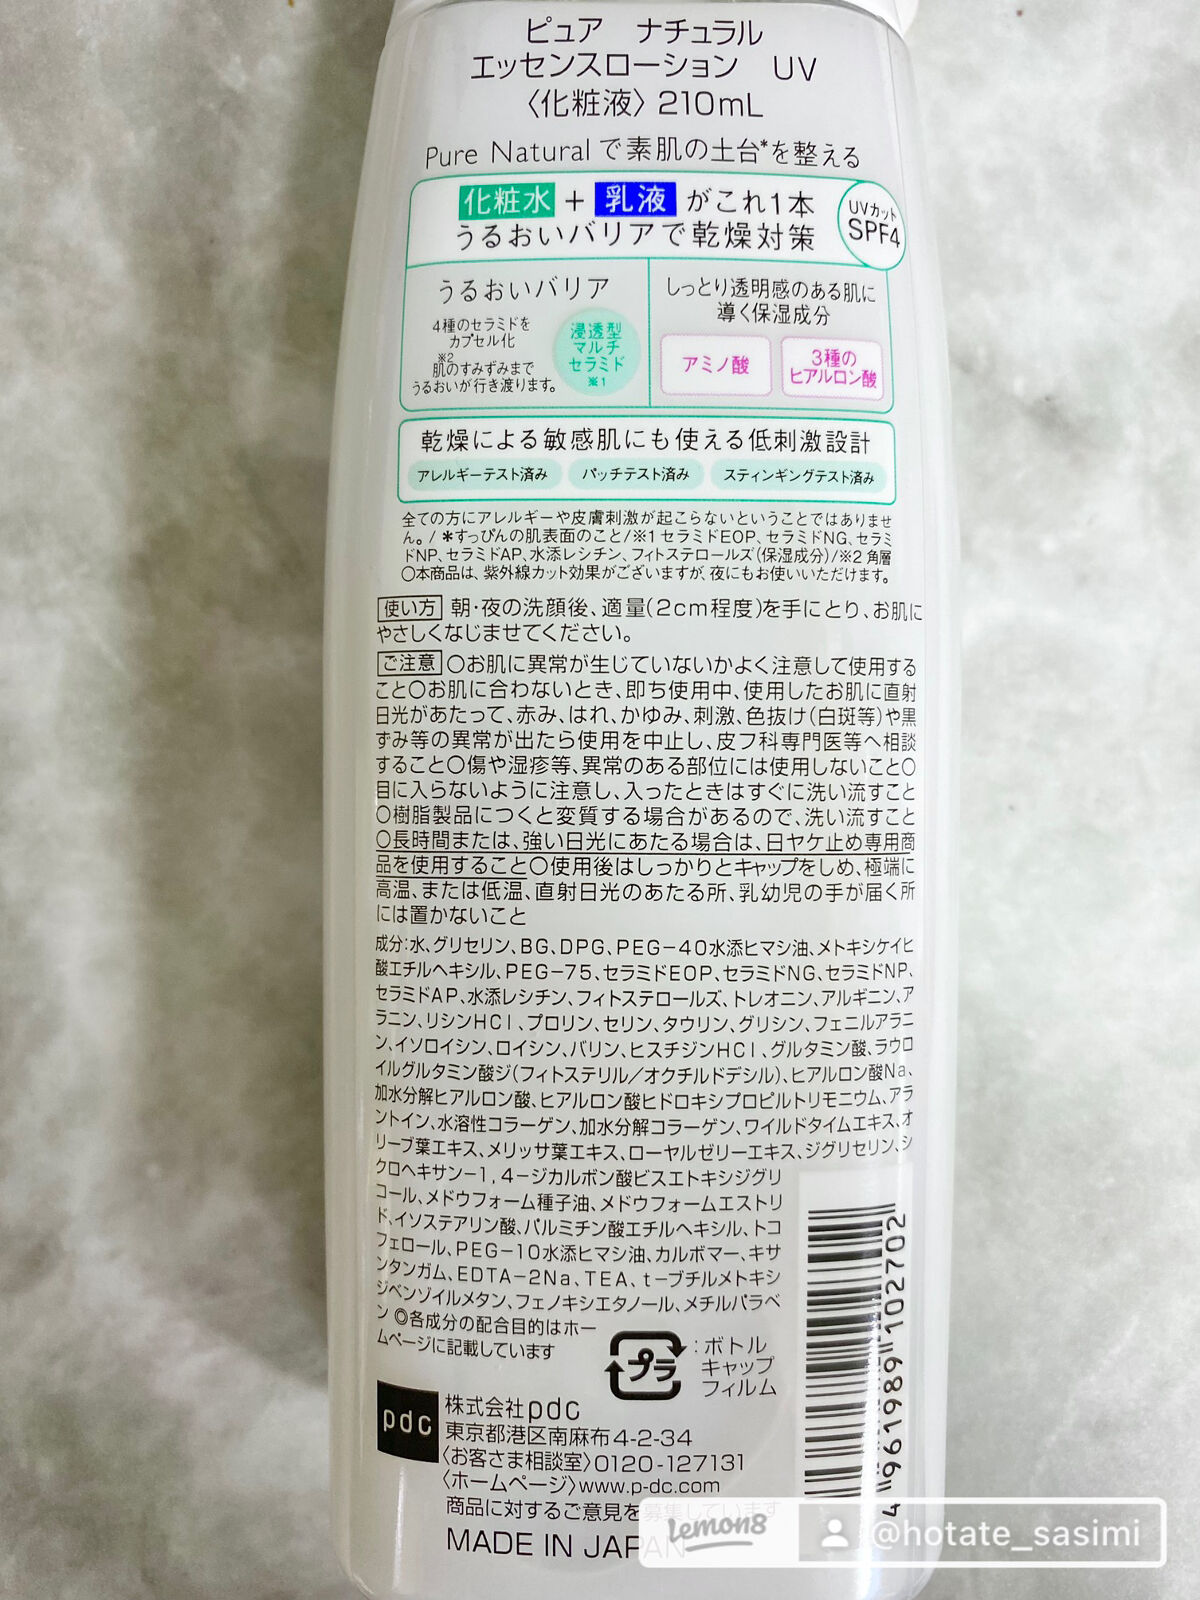 ピュア ナチュラル
エッセンスローション UV
〈化粧液〉210mL
Pure Naturalで素肌の土台*を整える
化粧水 + 乳液 がこれ1本
うるおいバリアで乾燥対策
UVカット
SPF4
うるおいバリア
4種のセラミドを
カプセル化
※2
肌のすみずみまで
うるおいが行き渡ります。
浸透型
マルチ
セラミド
※1
しっとり透明感のある肌に
導く保湿成分
アミノ酸
3種の
ヒアルロン酸
乾燥による敏感肌にも使える低刺激設計
アレルギーテスト済み パッチテスト済み スティンギングテスト済み
全ての方にアレルギーや皮膚刺激が起こらないということではありませ
ん。/ *すっぴんの肌表面のこと/※1 セラミドEOP、セラミドNG、セラミ
ドNP、セラミドAP、水添レシチン、フィトステロールズ(保湿成分)/※2 角層
○本商品は、紫外線カット効果がございますが、夜にもお使いいただけます。
使い方 朝・夜の洗顔後、適量(2cm程度)を手にとり、お肌に
やさしくなじませてください。
ご注意 ○お肌に異常が生じていないかよく注意して使用する
こと○お肌に合わないとき、即ち使用中、使用したお肌に直射
日光があたって、赤み、はれ、かゆみ、刺激、色抜け(白斑等)や黒
ずみ等の異常が出たら使用を中止し、皮フ科専門医等へ相談
すること○傷や湿疹等、異常のある部位には使用しないこと○
目に入らないように注意し、入ったときはすぐに洗い流すこと
○樹脂製品につくと変質する場合があるので、洗い流すこと
○長時間または、強い日光にあたる場合は、日ヤケ止め専用商
品を使用すること○使用後はしっかりとキャップをしめ、極端に
高温、または低温、直射日光のあたる所、乳幼児の手が届く所
には置かないこと
成分:水、グリセリン、BG、DPG、PEG-40水添ヒマシ油、メトキシケイヒ
酸エチルヘキシル、PEG-75、セラミドEOP、セラミドNG、セラミドNP、
セラミドAP、水添レシチン、フィトステロールズ、トレオニン、アルギニン、ア
ラニン、リシンHCl、プロリン、セリン、タウリン、グリシン、フェニルアラニ
ン、イソロイシン、ロイシン、バリン、ヒスチジンHCl、グルタミン酸、ラウロ
イルグルタミン酸ジ(フィトステリル/オクチルドデシル)、ヒアルロン酸Na、
加水分解ヒアルロン酸、ヒアルロン酸ヒドロキシプロピルトリモニウム、アラ
ントイン、水溶性コラーゲン、加水分解コラーゲン、ワイルドタイムエキス、オ
リーブ葉エキス、メリッサ葉エキス、ローヤルゼリーエキス、ジグリセリン、シ
クロヘキサン-1, 4-ジカルボン酸ビスエトキシジグリ
コール、メドウフォーム種子油、メドウフォームエストリ
ド、イソステアリン酸、パルミチン酸エチルヘキシル、トコ
フェロール、PEG-10水添ヒマシ油、カルボマー、キサ
ンタンガム、EDTA-2Na、TEA、t-ブチルメトキシ
ジベンゾイルメタン、フェノキシエタノール、メチルパラベ
ン ◎各成分の配合目的はホー
ムページに記載しています
プラ
:ボトル
キャップ
フィルム
pdc
株式会社pdc
東京都港区南麻布4-2-34
〈お客さま相談室〉0120-127131
〈ホームページ〉www.p-dc.com
商品に対するご意見を募集しています
MADE IN JAPAN
4 961989 102702
lemon8
@hotate_sasimi